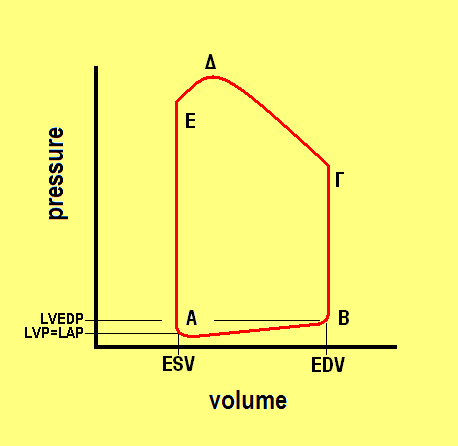 Δ
E
Γ
pressure
LVEDP
A
B
LVP=LAP
ESV
EDV
volume